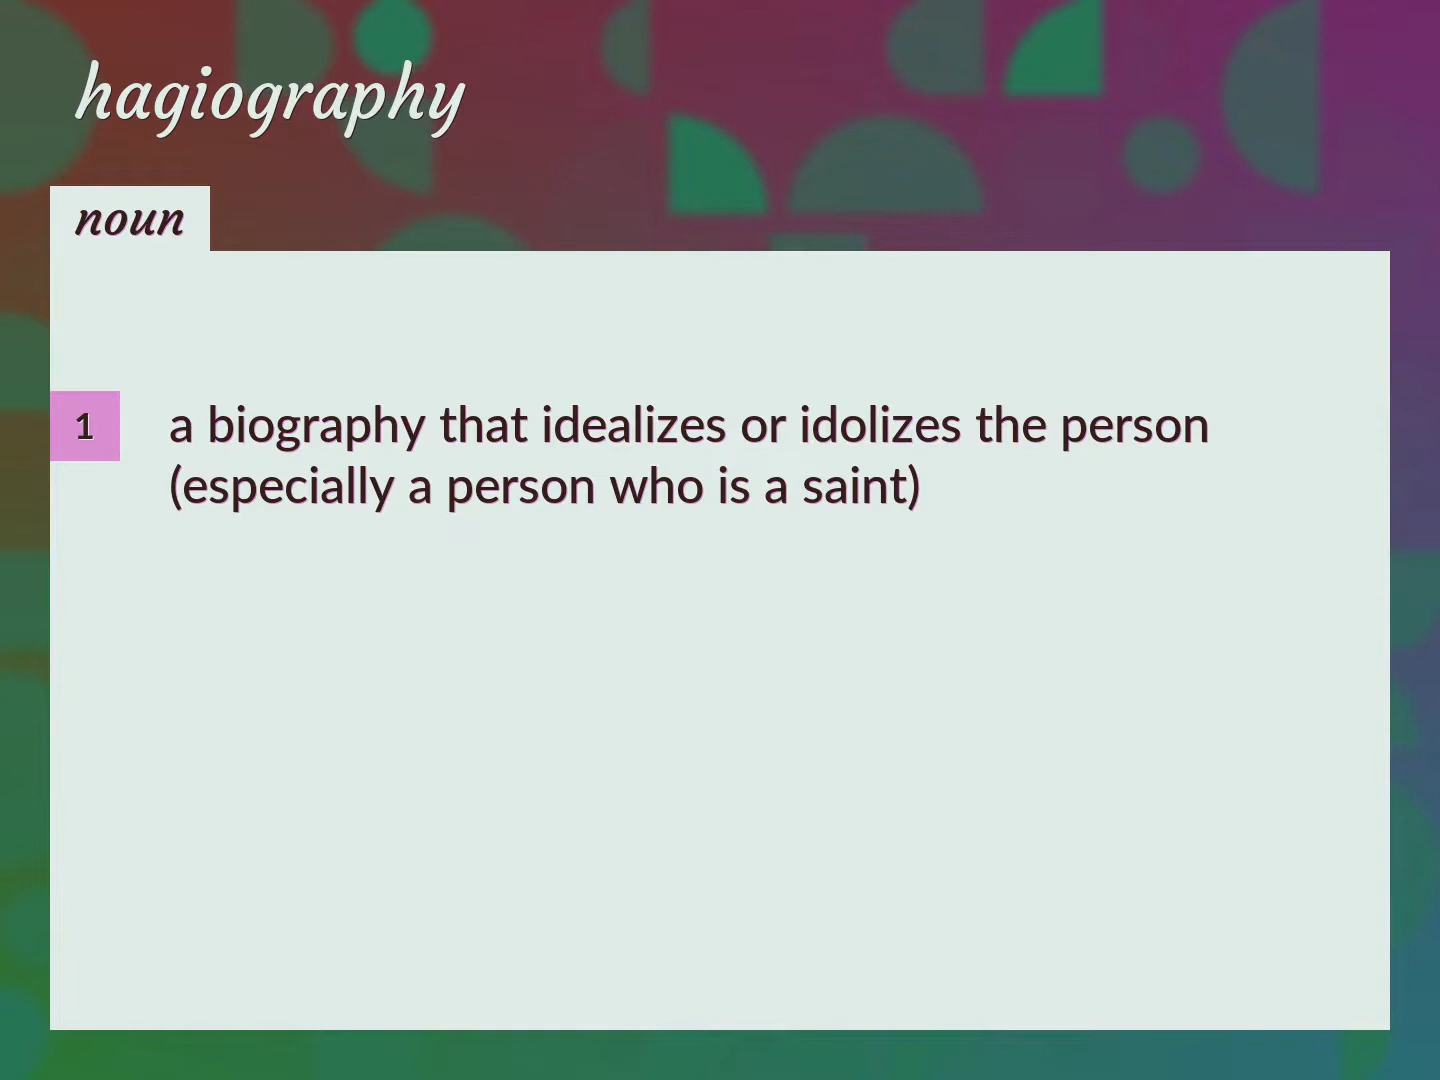 hagiography
noun
1
a biography that idealizes or idolizes the person
(especially a person who is a saint)